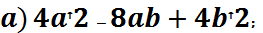 a) 4a↑2 – 8ab + 4b↑2;